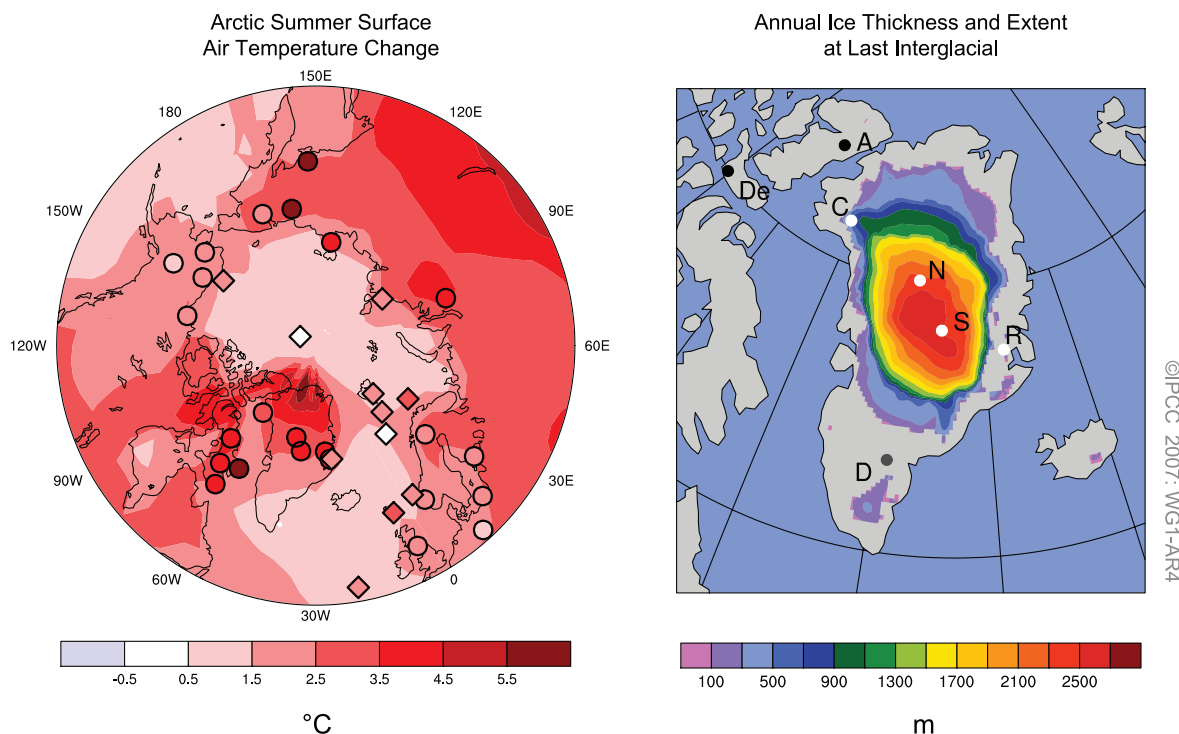 Arctic Summer Surface
Air Temperature Change
150E
180
120E
150W
90E
120W
60E
90W
30E
60W
0
30W
-0.5 0.5 1.5 2.5 3.5 4.5 5.5
°C
Annual Ice Thickness and Extent
at Last Interglacial
A
De
C
N
S
R
D
100 500 900 1300 1700 2100 2500
m
©IPCC 2007: WG1-AR4